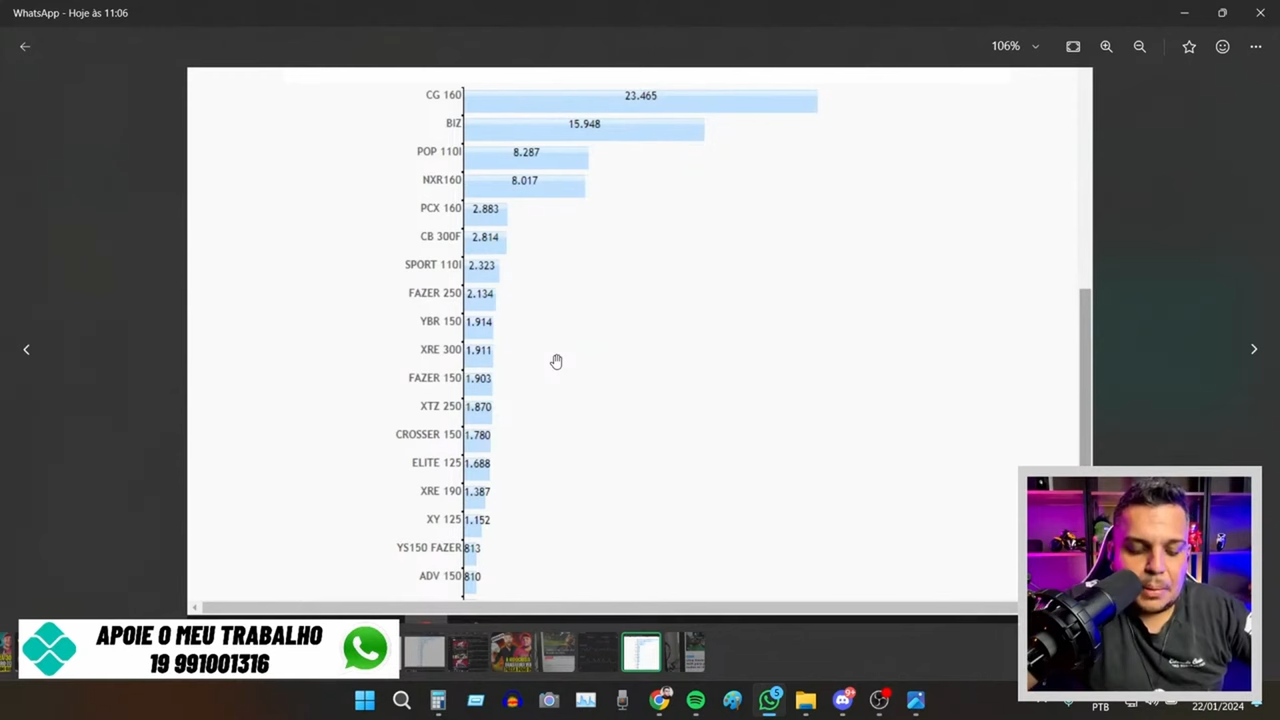 WhatsApp - Hoje às 11:06
106%
CG 160 23.465
BIZ 15.948
POP 110I 8.287
NXR160 8.017
PCX 160 2.883
CB 300F 2.814
SPORT 110I 2.323
FAZER 250 2.134
YBR 150 1.914
XRE 300 1.911
FAZER 150 1.903
XTZ 250 1.870
CROSSER 150 1.780
ELITE 125 1.688
XRE 190 1.387
XY 125 1.152
YS150 FAZER 813
ADV 150 810
APOIE O MEU TRABALHO
19 991001316
5
9+
PTB
22/01/2024